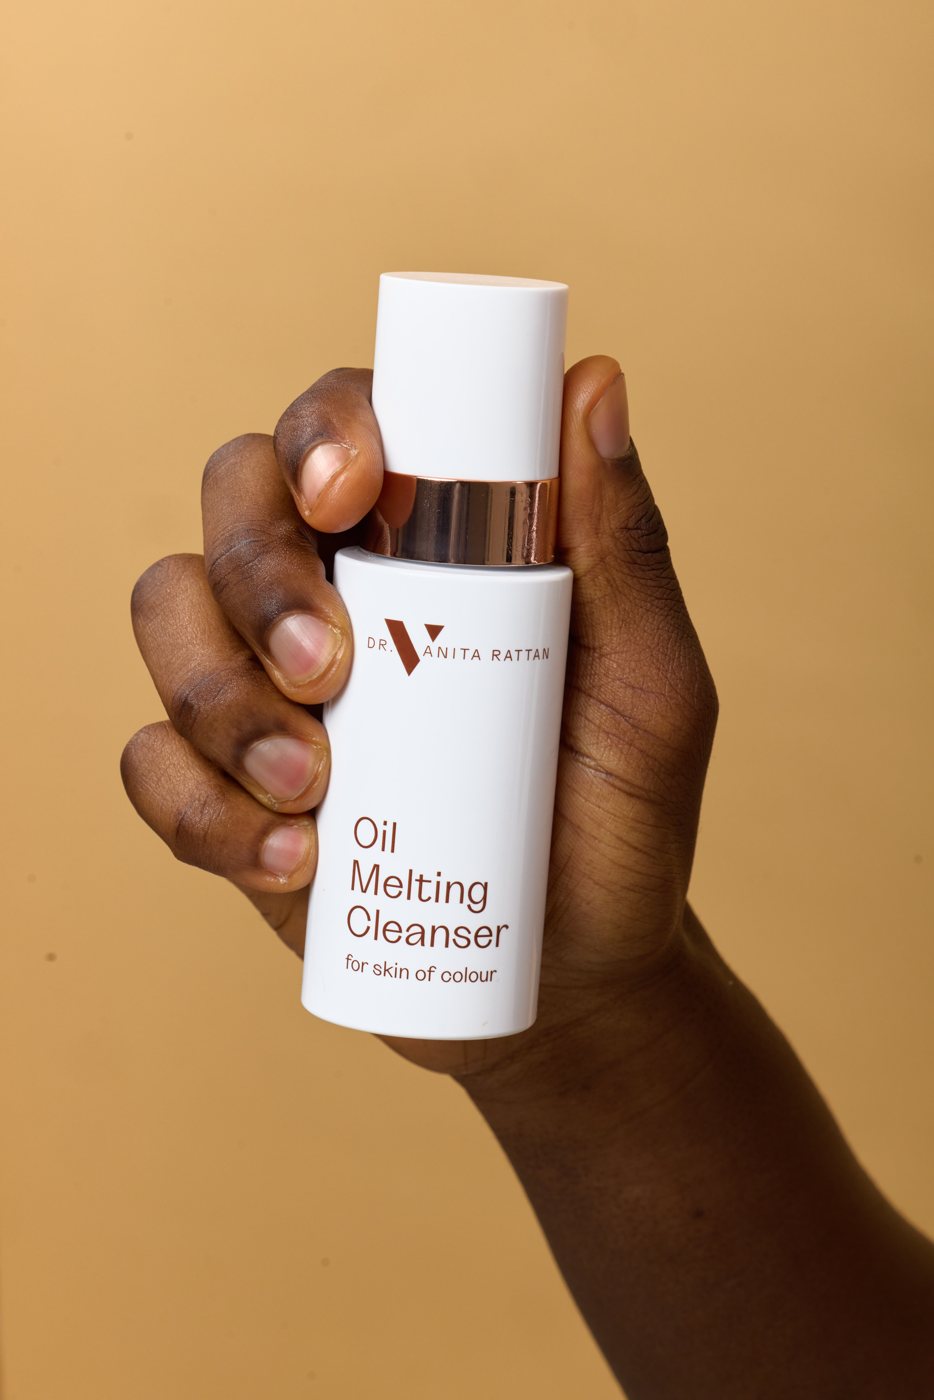 DR. VANITA RATTAN
Oil
Melting
Cleanser
for skin of colour